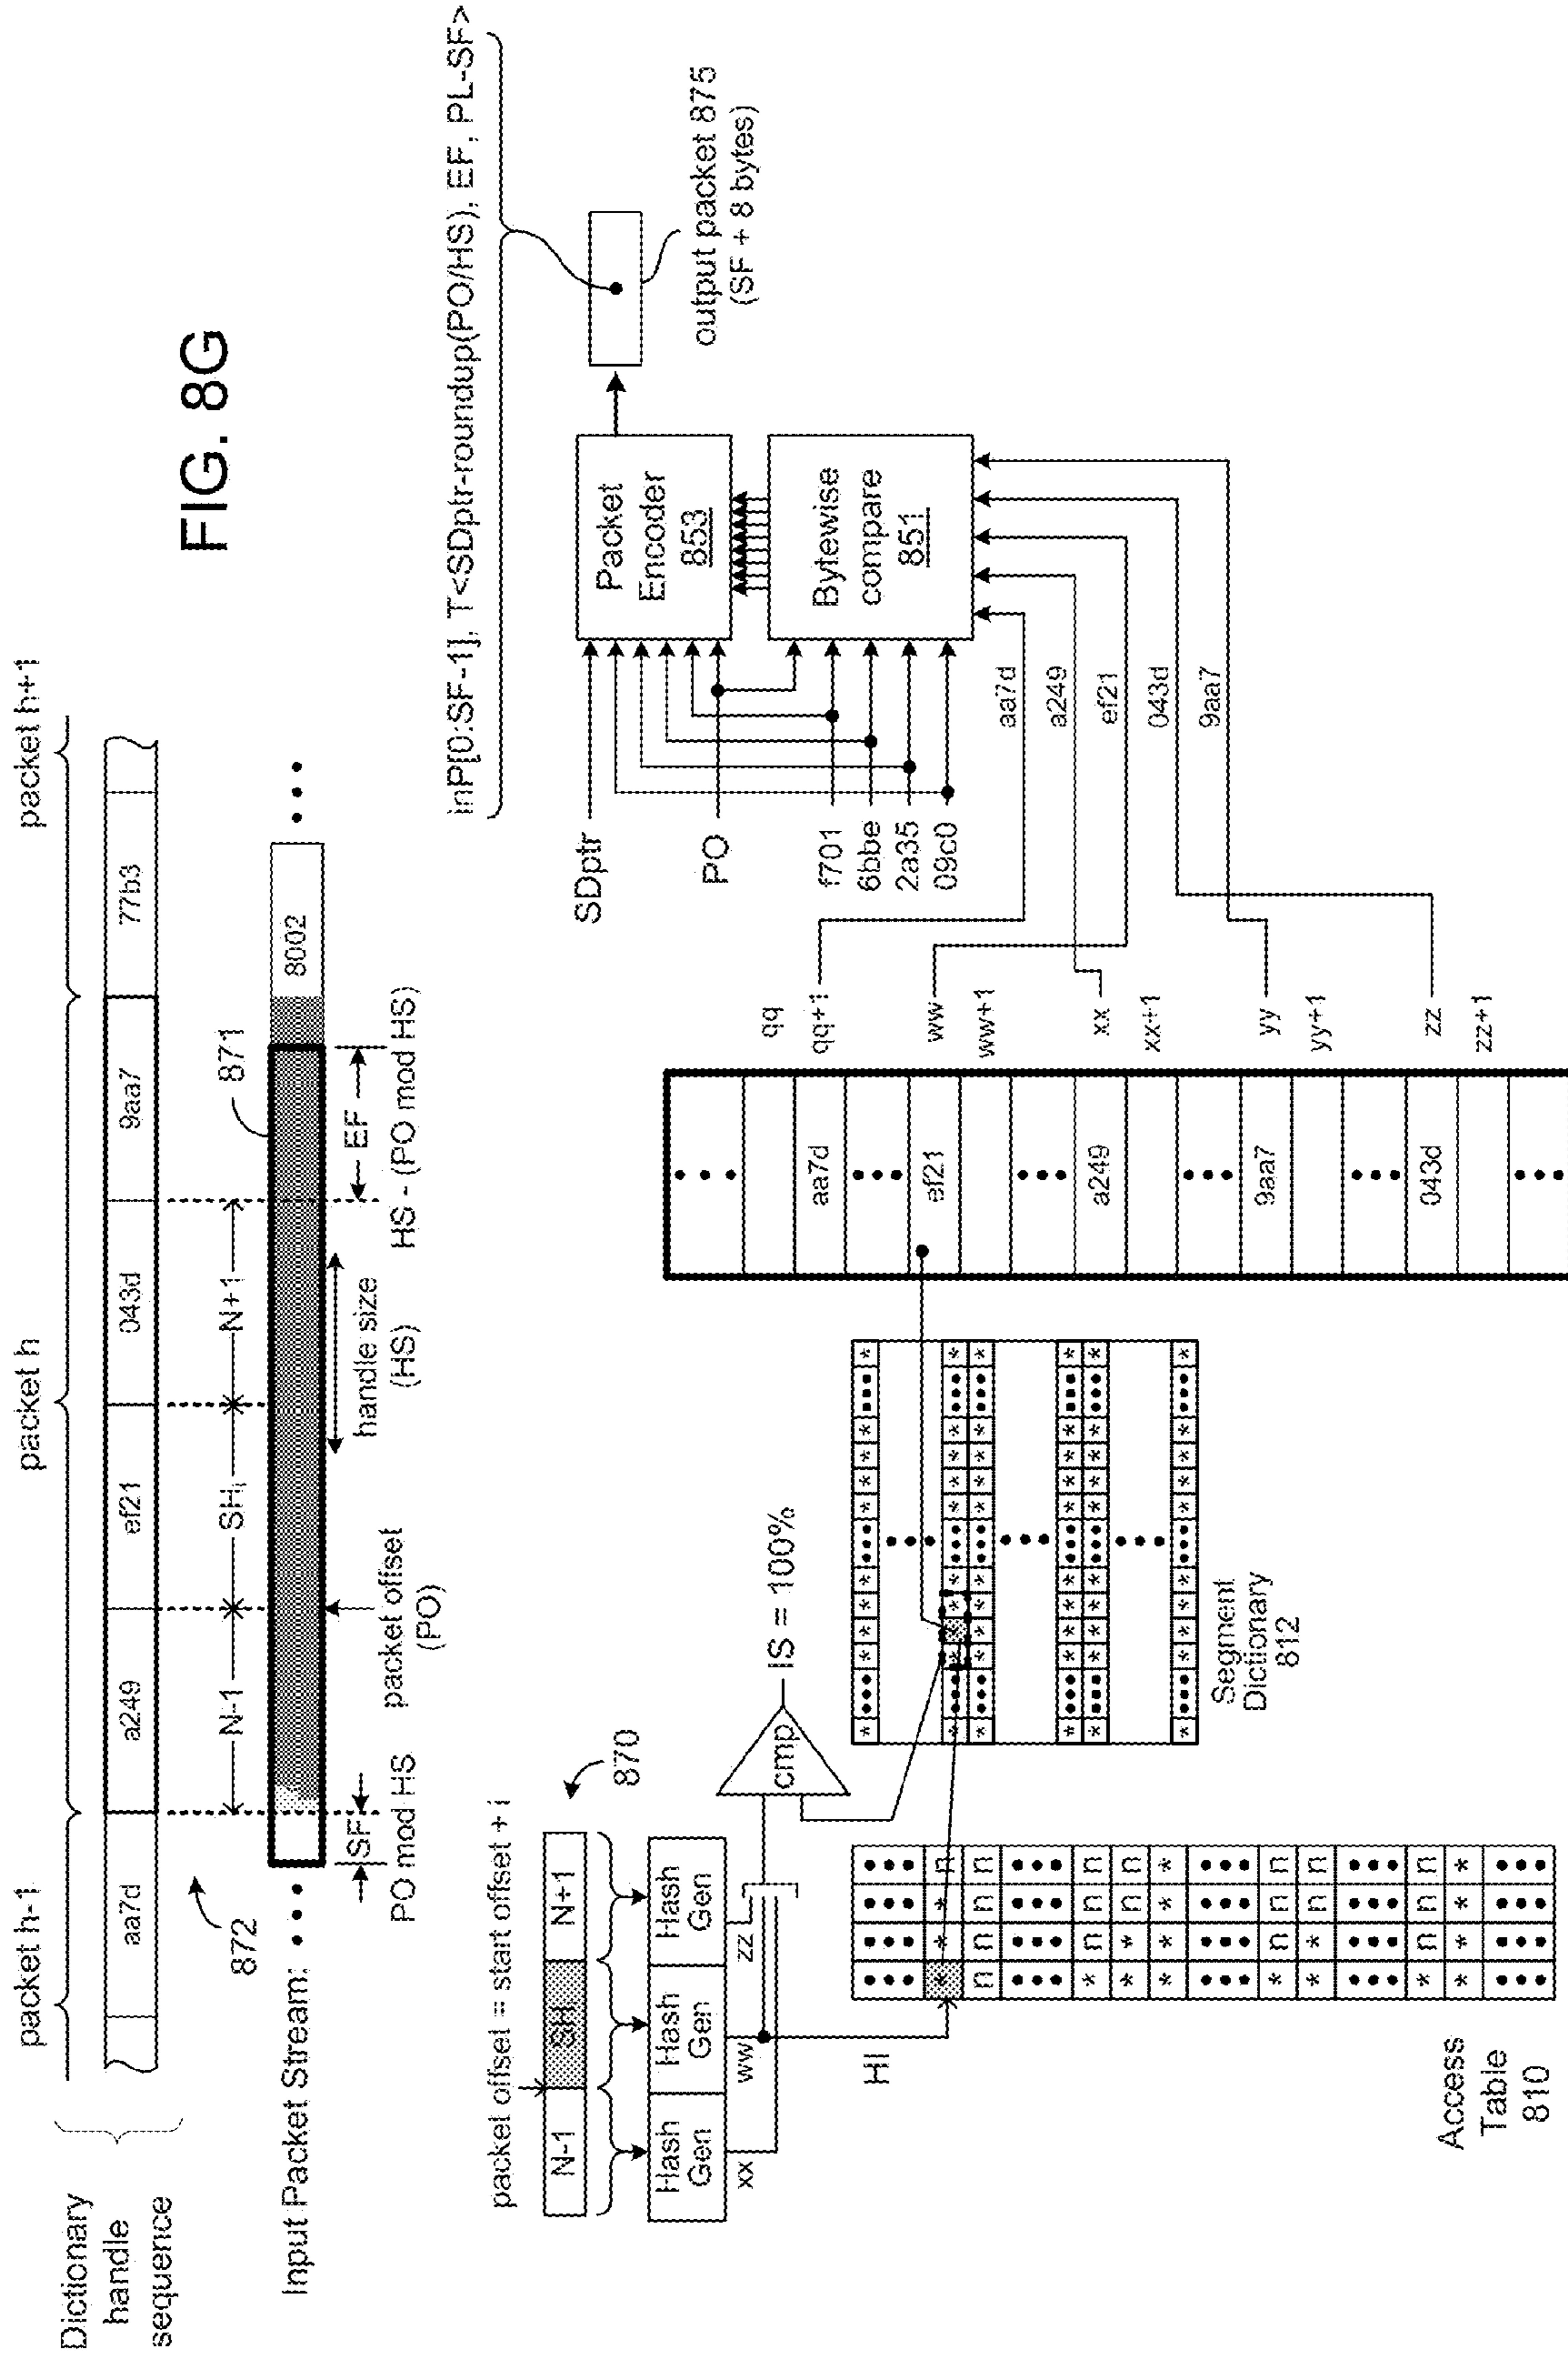 FIG. 8G
packet h-1
packet h
packet h+1
Dictionary
handle
sequence
aa7d
a249
ef21
043d
9aa7
77b3
872
N-1
SH
N+1
871
Input Packet Stream:
8002
SF
EF
PO mod HS
packet offset
(PO)
handle size
(HS)
HS - (PO mod HS)
packet offset = start offset + i
870
N-1
SH
N+1
Hash
Gen
Hash
Gen
Hash
Gen
xx
ww
zz
cmp
IS = 100%
HI
Access
Table
810
Segment
Dictionary
812
aa7d
ef21
a249
9aa7
043d
qq
qq+1
ww
ww+1
xx
xx+1
yy
yy+1
zz
zz+1
inP[0:SF-1], T<SDptr-roundup(PO/HS), EF, PL-SF>
SDptr
PO
f701
6bbe
2a35
09c0
Packet
Encoder
853
Bytewise
compare
851
output packet 875
(SF + 8 bytes)
aa7d
a249
ef21
043d
9aa7